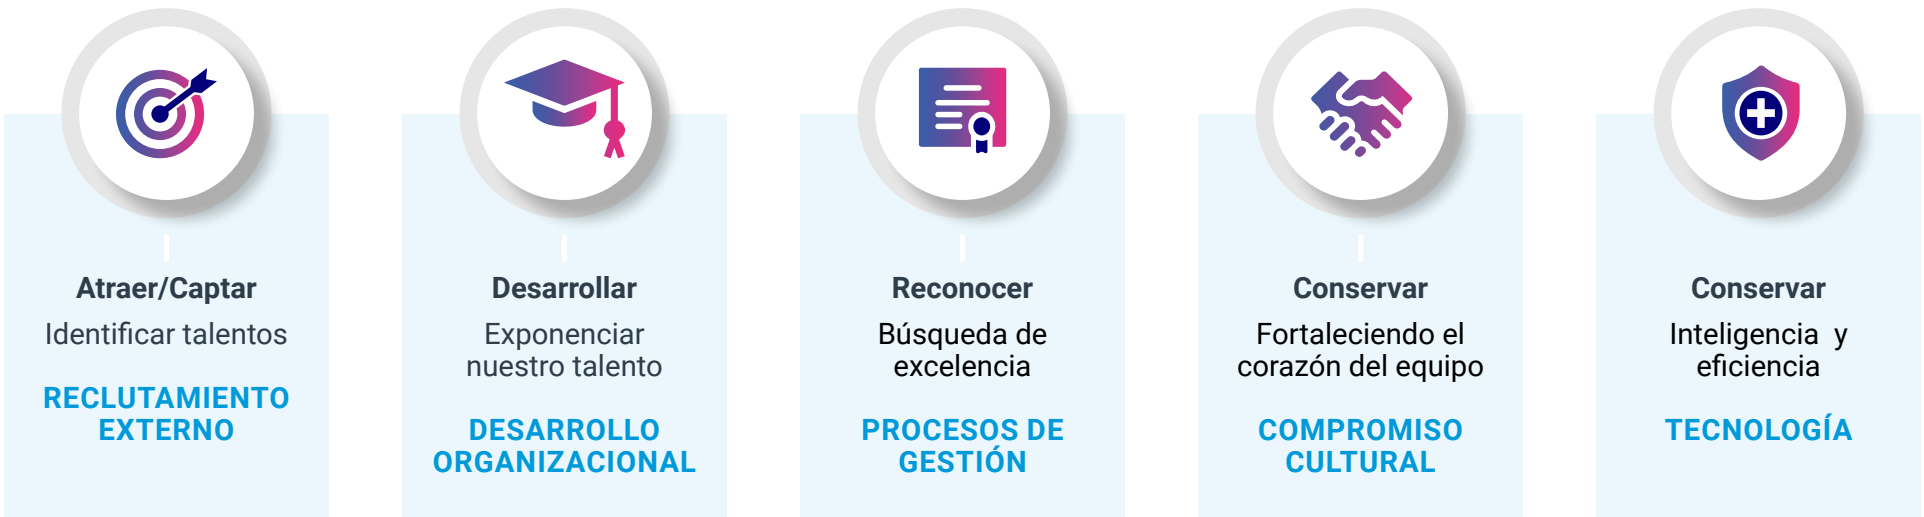 Atraer/Captar
Identificar talentos
RECLUTAMIENTO
EXTERNO
Desarrollar
Exponenciar
nuestro talento
DESARROLLO
ORGANIZACIONAL
Reconocer
Búsqueda de
excelencia
PROCESOS DE
GESTIÓN
Conservar
Fortaleciendo el
corazón del equipo
COMPROMISO
CULTURAL
Conservar
Inteligencia  y
eficiencia
TECNOLOGÍA